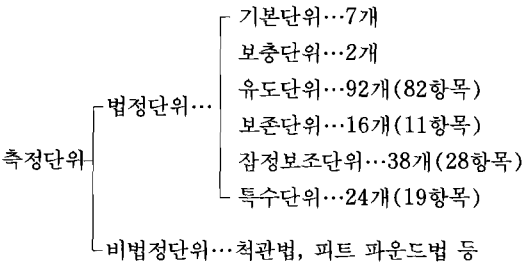 기본단위…7개
보충단위…2개
유도단위…92개(82항목)
법정단위…
보존단위…16개(11항목)
측정단위
잠정보조단위…38개(28항목)
특수단위…24개(19항목)
비법정단위…척관법, 피트 파운드법 등